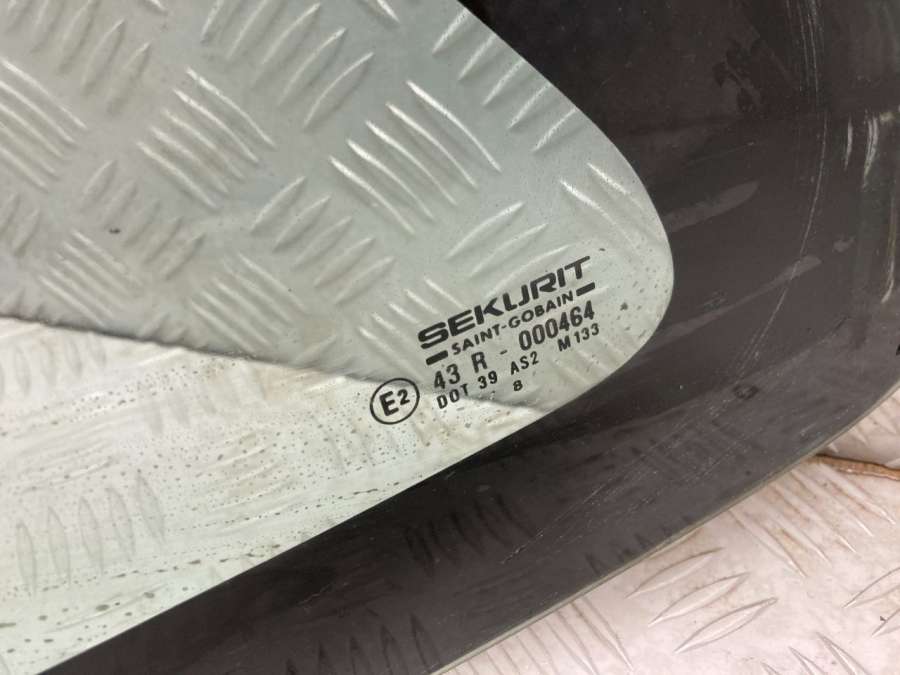 SEKURIT
SAINT-GOBAIN
E2 43 R - 000464
DOT 39 AS2 M133
8